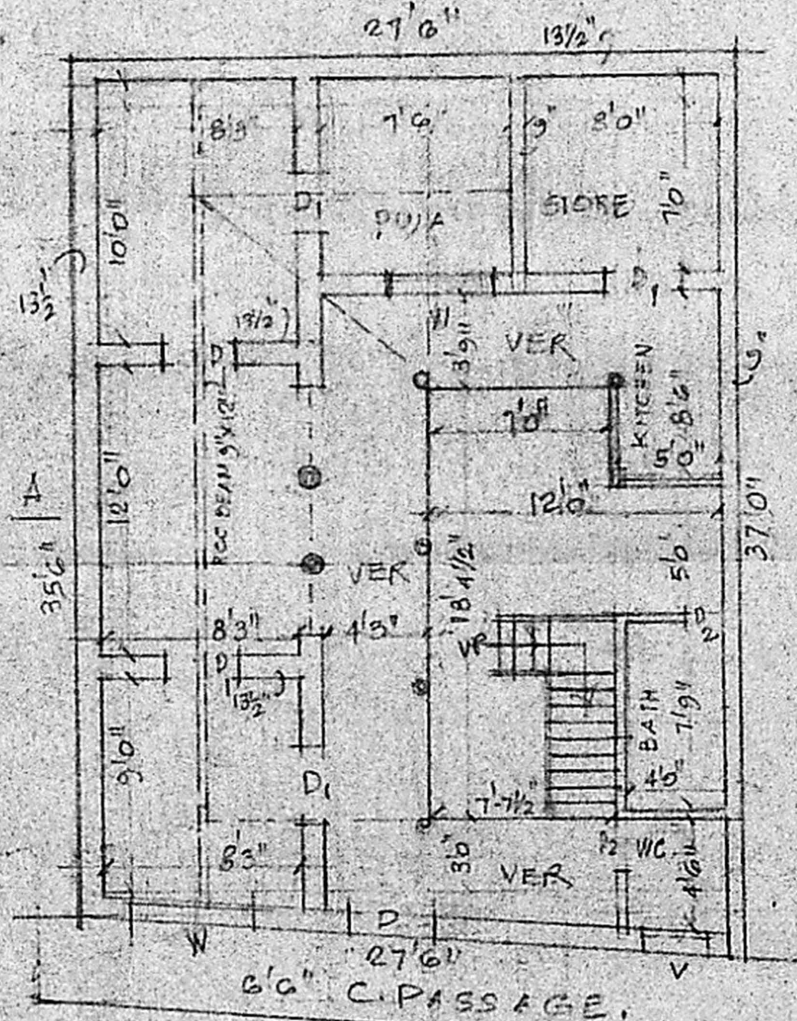 27'6"
13½"
8'3"
7'6
9"
8'0"
D1
PUJA
STORE
7'0"
10'0"
13½
D1
13½"
3'9"
VER
D
KITCHEN
8'6"
7'0"
5'0"
12'0"
RCC BEAM 9"X12"
12'0"
A
35'6"
37'0"
VER
18'4½"
5'0"
8'3"
4'3"
D2
UP
D
13½"
BATH
7'9"
9'0"
4'0"
D1
7'-7½"
8'3"
3'0"
VER
WC
4'6"
D
W
27'6"
V
6'6" C. PASSAGE.